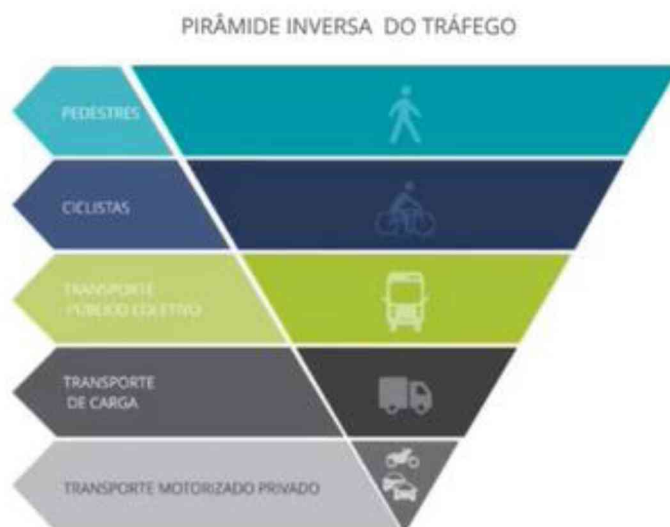 PIRÂMIDE INVERSA DO TRÁFEGO
PEDESTRES
CICLISTAS
TRANSPORTE
PÚBLICO COLETIVO
TRANSPORTE
DE CARGA
TRANSPORTE MOTORIZADO PRIVADO